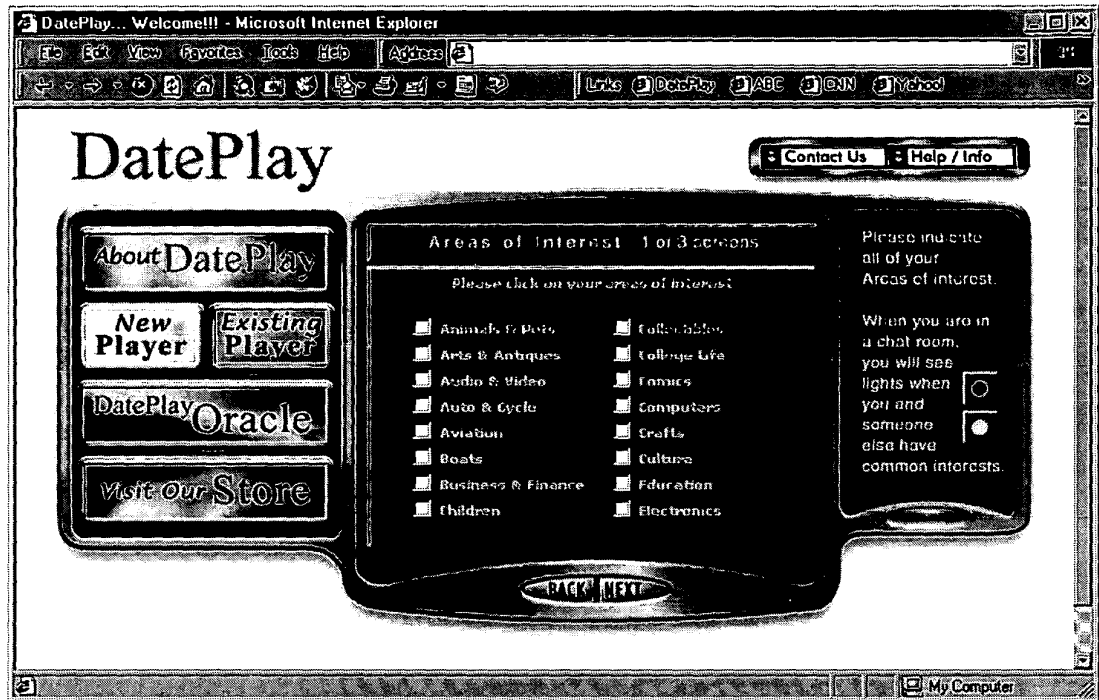 DatePlay... Welcome!!! - Microsoft Internet Explorer
File Edit View Favorites Tools Help Address
Links DatePlay ABC CNN Yahoo!
DatePlay
Contact Us Help / Info
About DatePlay
New Player
Existing Player
DatePlay Oracle
Visit Our Store
Areas of Interest 1 of 3 screens
Please click on your areas of interest
Animals & Pets
Arts & Antiques
Audio & Video
Auto & Cycle
Aviation
Boats
Business & Finance
Children
Collectables
College Life
Comics
Computers
Crafts
Culture
Education
Electronics
BACK NEXT
Please indicate
all of your
Areas of interest.
When you are in
a chat room,
you will see
lights when
you and
someone
else have
common interests.
My Computer